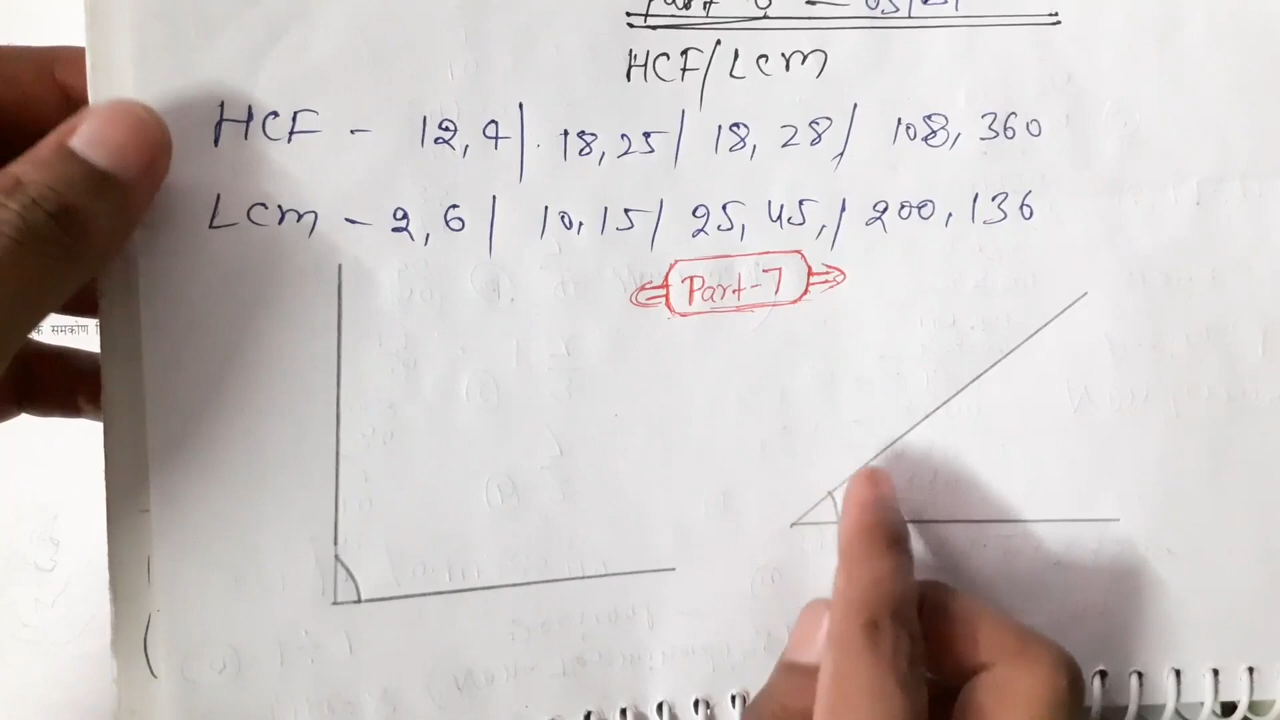 HCF/Lcm
HCF - 12, 4 | 18, 25 | 18, 28 / 108, 360
Lcm - 2, 6 | 10, 15 | 25, 45, / 200, 136
Part-7
समकोण